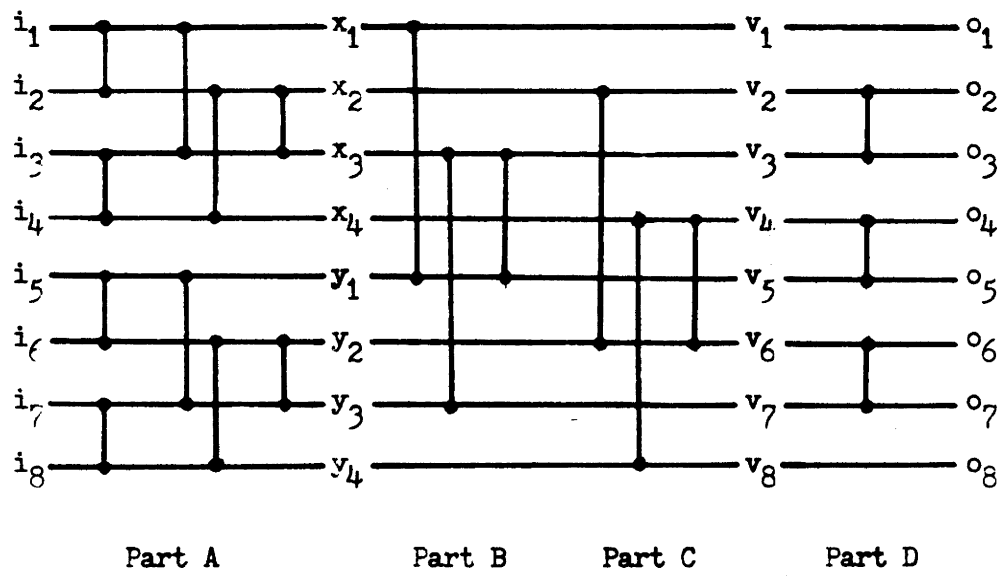 i1 x1 v1 o1
i2 x2 v2 o2
i3 x3 v3 o3
i4 x4 v4 o4
i5 y1 v5 o5
i6 y2 v6 o6
i7 y3 v7 o7
i8 y4 v8 o8
Part A Part B Part C Part D